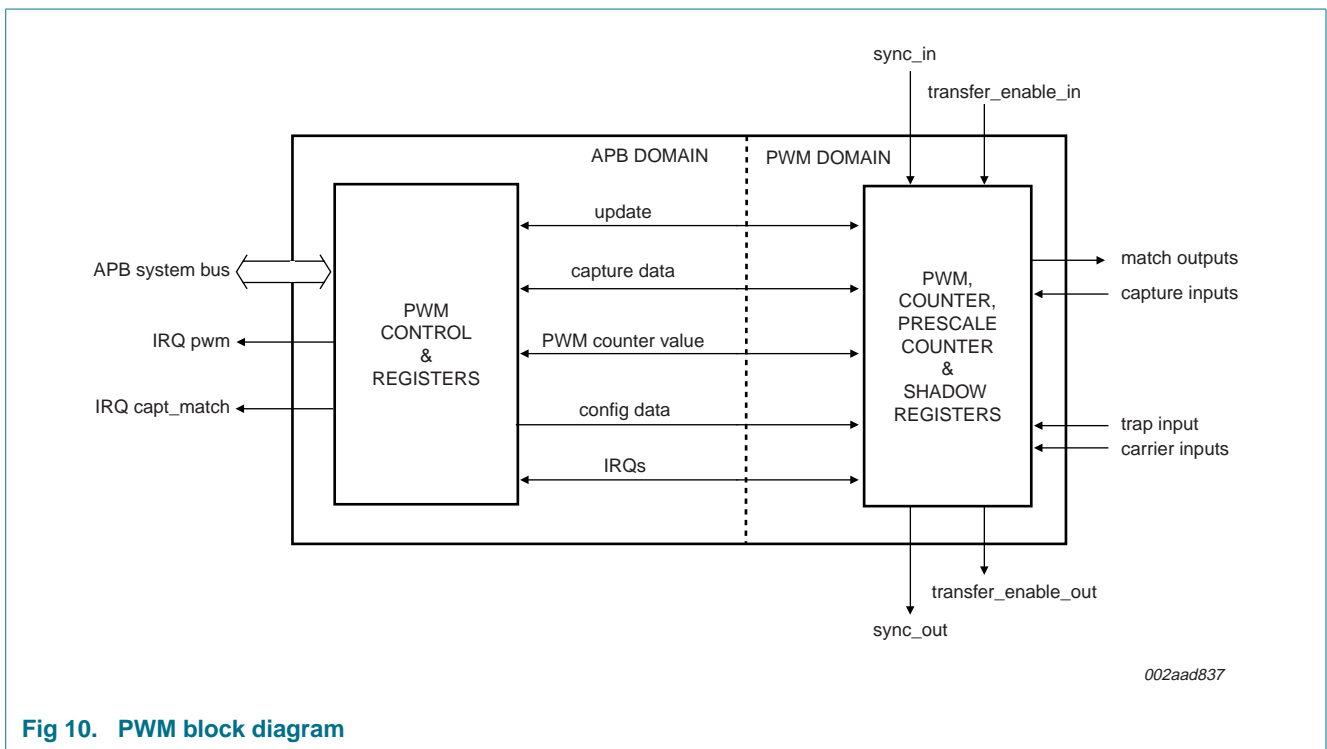 sync_in
transfer_enable_in
APB DOMAIN
PWM DOMAIN
update
capture data
PWM counter value
config data
IRQs
APB system bus
IRQ pwm
IRQ capt_match
PWM
CONTROL
&
REGISTERS
PWM,
COUNTER,
PRESCALE
COUNTER
&
SHADOW
REGISTERS
match outputs
capture inputs
trap input
carrier inputs
transfer_enable_out
sync_out
002aad837
Fig 10. PWM block diagram